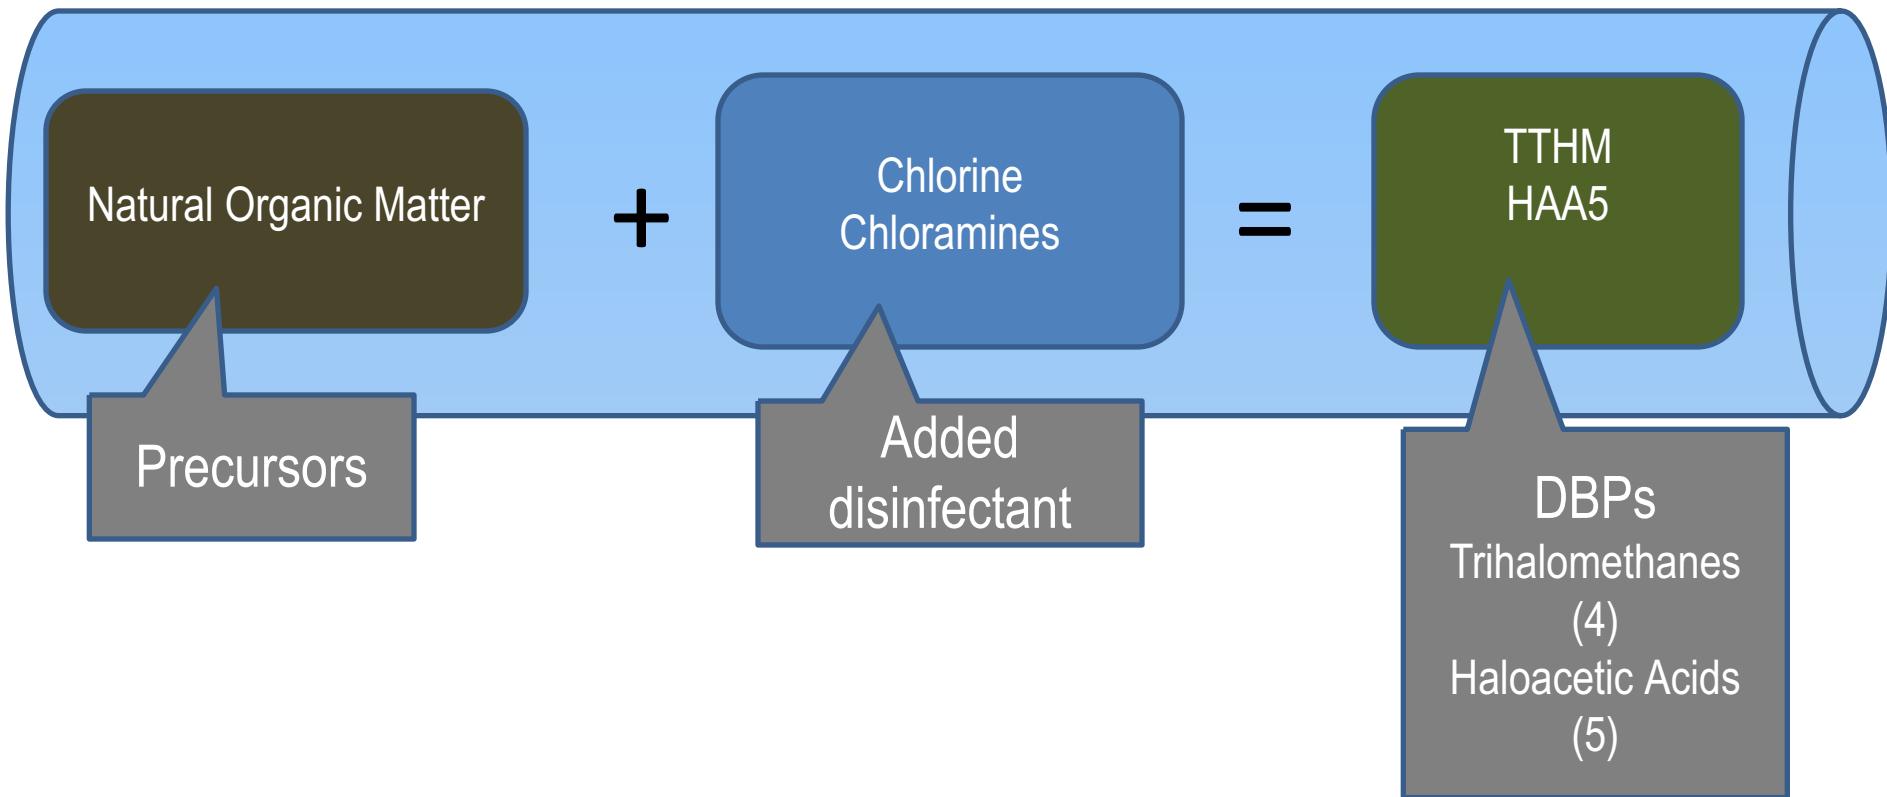 Natural Organic Matter
+
Chlorine
Chloramines
=
TTHM
HAA5
Precursors
Added
disinfectant
DBPs
Trihalomethanes
(4)
Haloacetic Acids
(5)